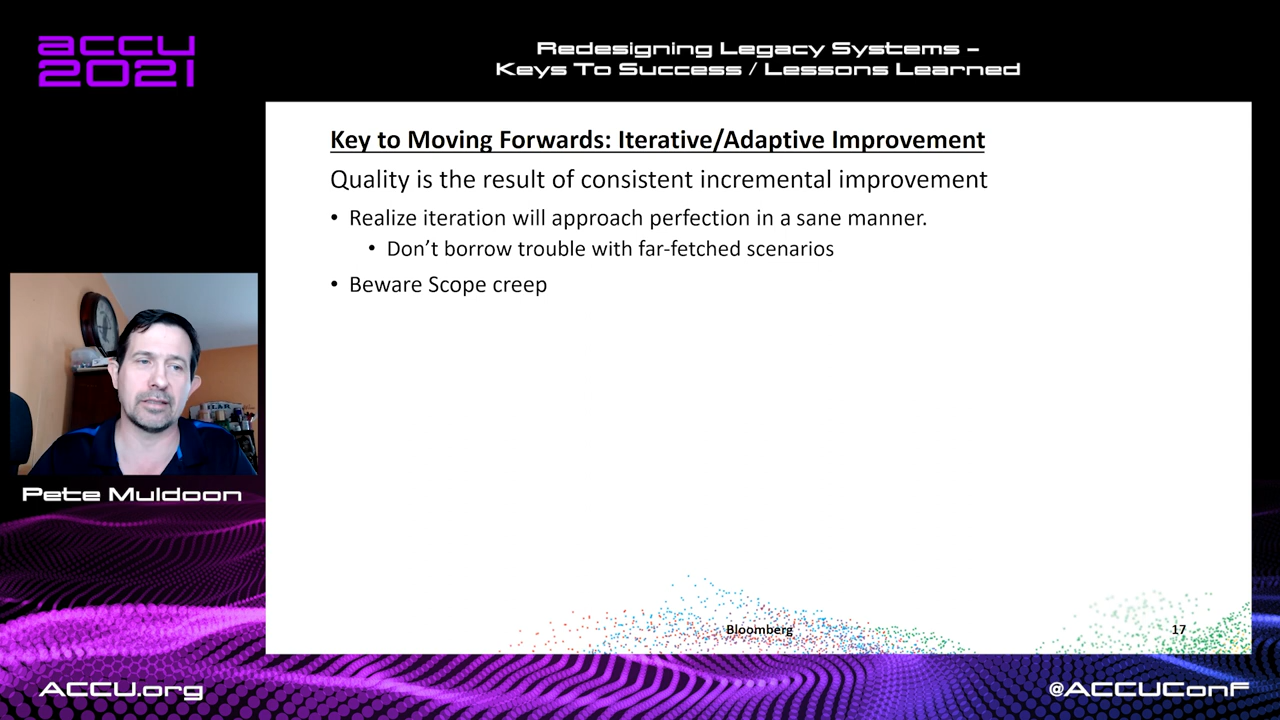 accu
2021
Redesigning Legacy Systems –
Keys To Success / Lessons Learned
Key to Moving Forwards: Iterative/Adaptive Improvement
Quality is the result of consistent incremental improvement
• Realize iteration will approach perfection in a sane manner.
• Don’t borrow trouble with far-fetched scenarios
• Beware Scope creep
Pete Muldoon
Bloomberg
17
ACCU.org
@ACCUConf